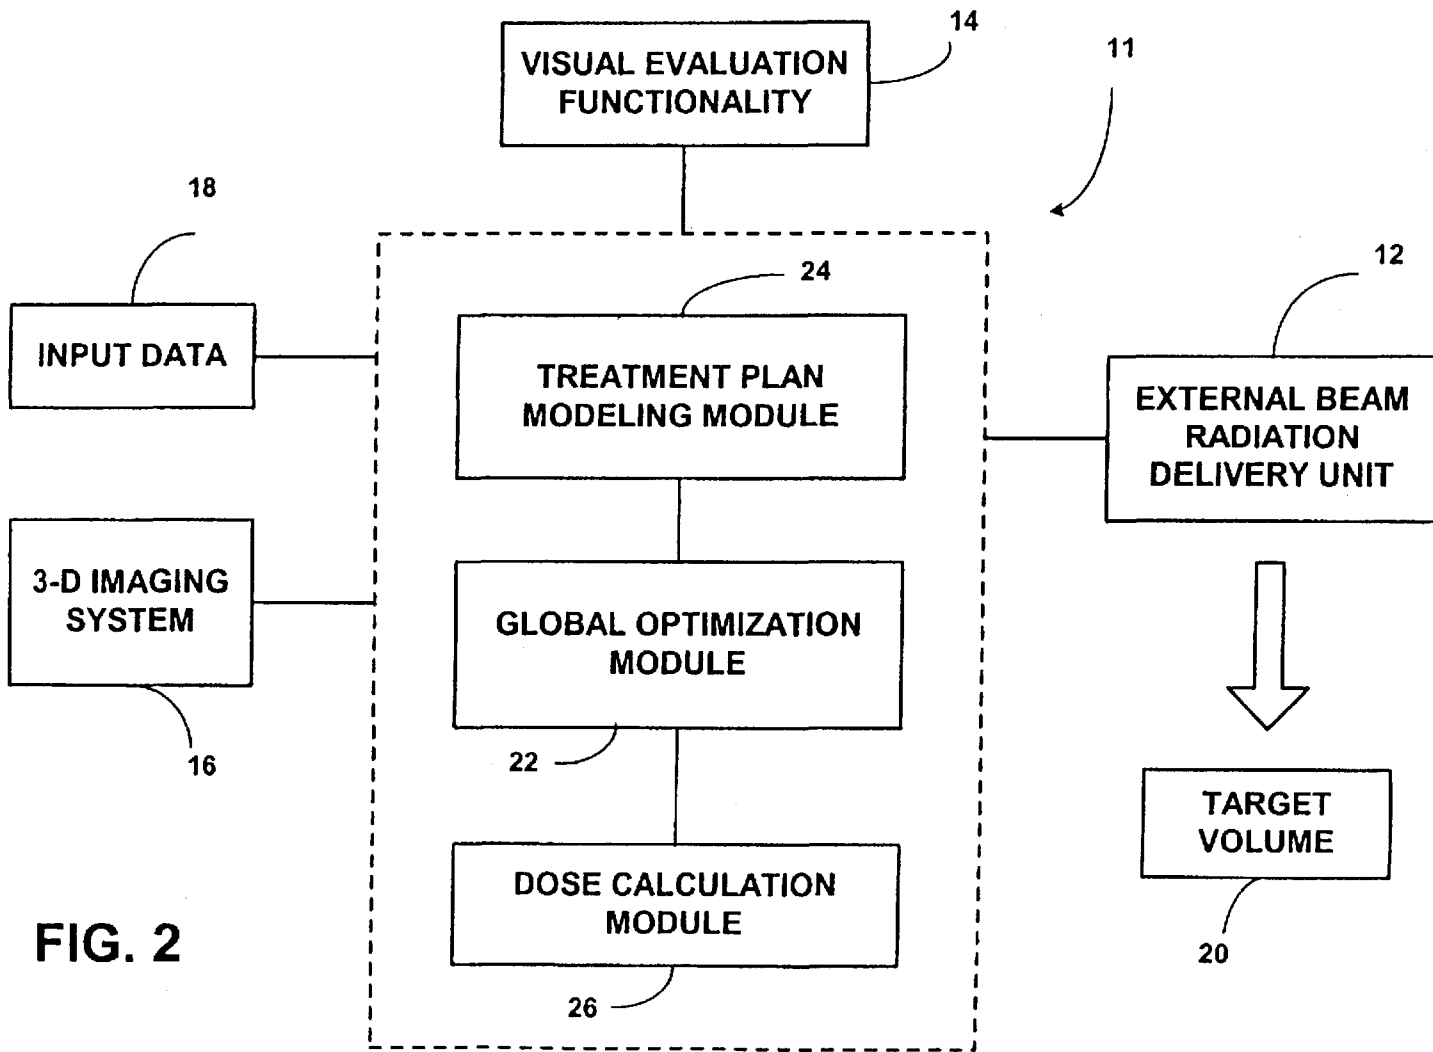 14
11
VISUAL EVALUATION
FUNCTIONALITY
18
24
12
INPUT DATA
TREATMENT PLAN
MODELING MODULE
EXTERNAL BEAM
RADIATION
DELIVERY UNIT
3-D IMAGING
SYSTEM
GLOBAL OPTIMIZATION
MODULE
16
22
TARGET
VOLUME
DOSE CALCULATION
MODULE
FIG. 2
20
26